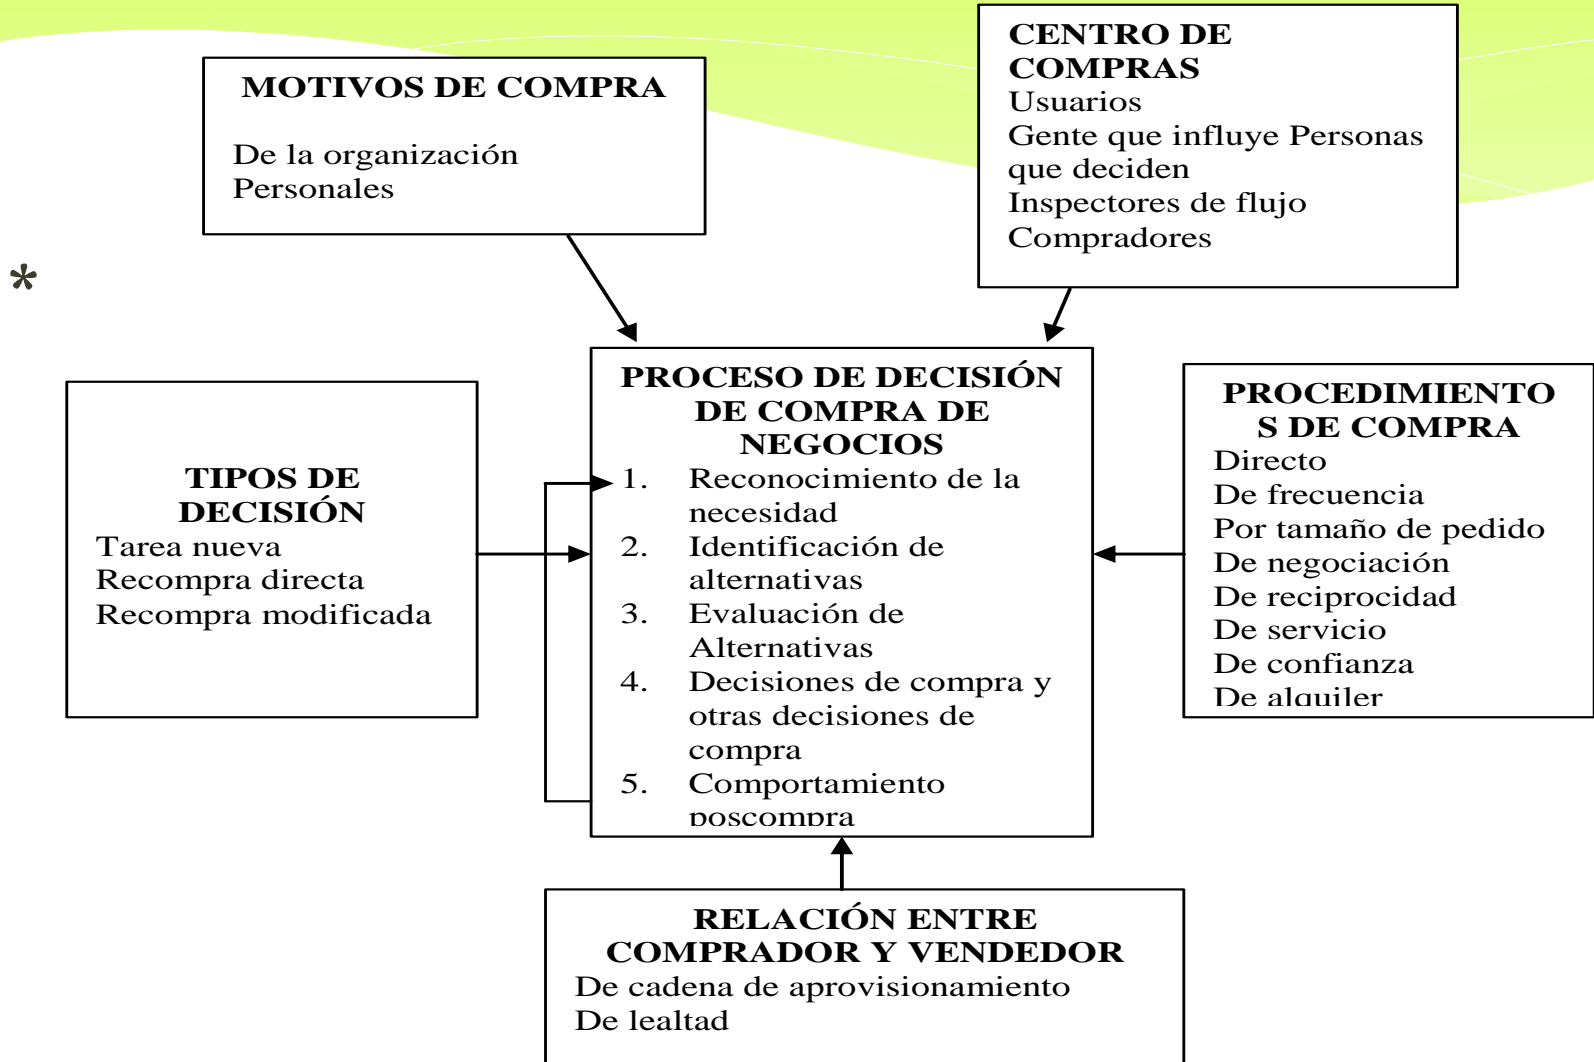 MOTIVOS DE COMPRA
De la organización
Personales
CENTRO DE
COMPRAS
Usuarios
Gente que influye Personas
que deciden
Inspectores de flujo
Compradores
*
TIPOS DE
DECISIÓN
Tarea nueva
Recompra directa
Recompra modificada
PROCESO DE DECISIÓN
DE COMPRA DE
NEGOCIOS
1. Reconocimiento de la
necesidad
2. Identificación de
alternativas
3. Evaluación de
Alternativas
4. Decisiones de compra y
otras decisiones de
compra
5. Comportamiento
poscompra
PROCEDIMIENTO
S DE COMPRA
Directo
De frecuencia
Por tamaño de pedido
De negociación
De reciprocidad
De servicio
De confianza
De alquiler
RELACIÓN ENTRE
COMPRADOR Y VENDEDOR
De cadena de aprovisionamiento
De lealtad